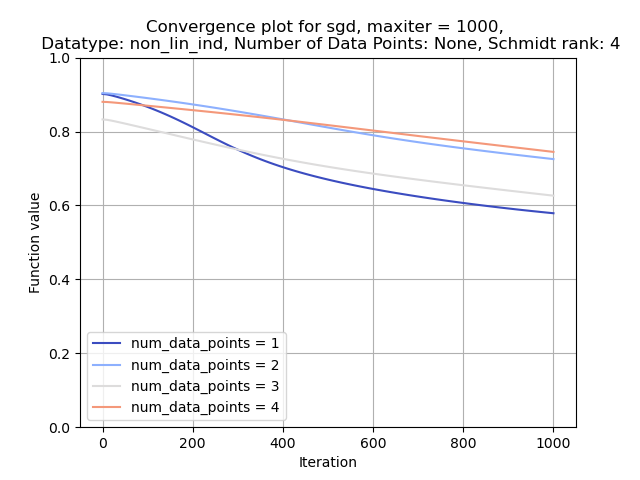 Convergence plot for sgd, maxiter = 1000,
Datatype: non_lin_ind, Number of Data Points: None, Schmidt rank: 4
1.0
0.8
0.6
0.4
0.2
0.0
Function value
num_data_points = 1
num_data_points = 2
num_data_points = 3
num_data_points = 4
0 200 400 600 800 1000
Iteration